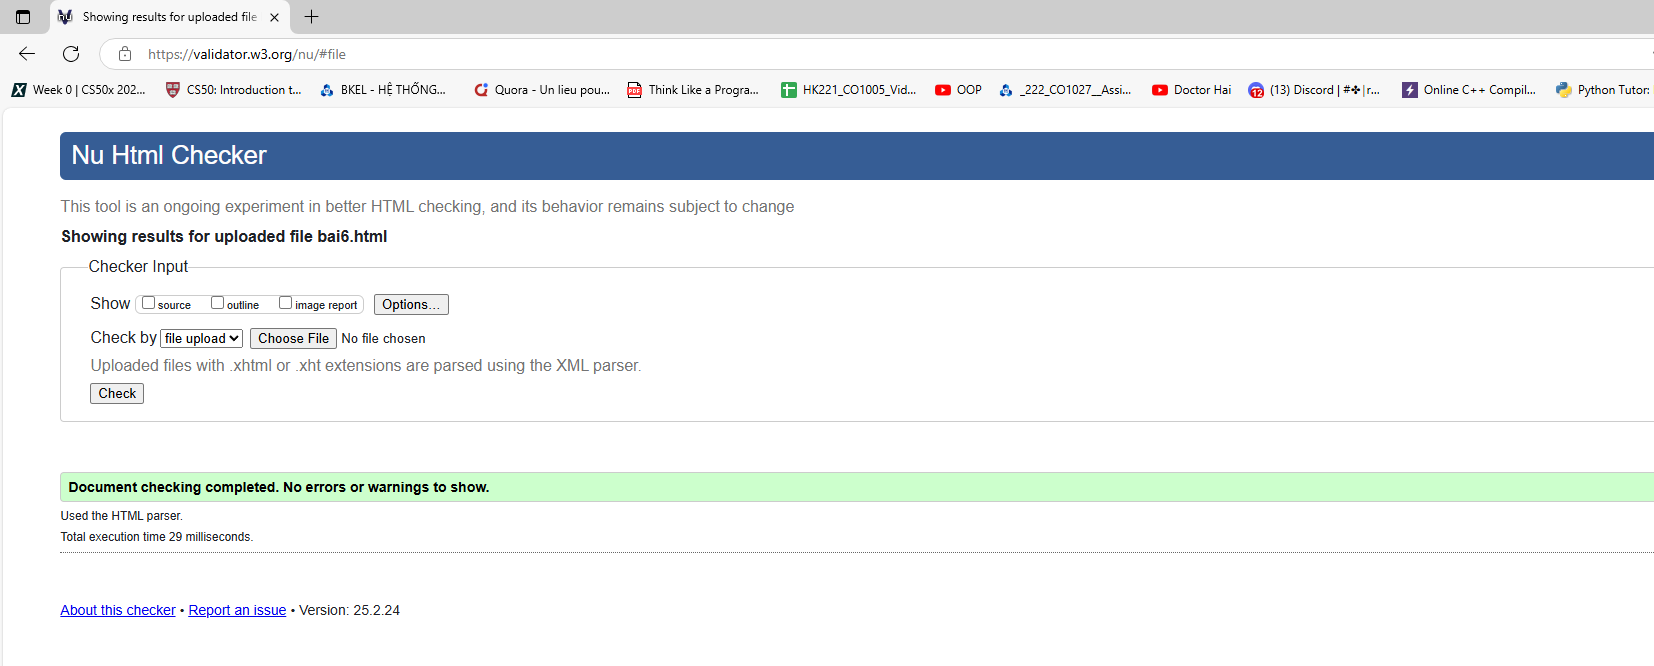 Showing results for uploaded file
https://validator.w3.org/nu/#file
Week 0 | CS50x 202... CS50: Introduction t... BKEL - HỆ THỐNG... Quora - Un lieu pou... Think Like a Progra... HK221_CO1005_Vid... OOP _222_CO1027__Assi... Doctor Hai (13) Discord | #✤|r... Online C++ Compil... Python Tutor:
Nu Html Checker
This tool is an ongoing experiment in better HTML checking, and its behavior remains subject to change
Showing results for uploaded file bai6.html
Checker Input
Show source outline image report Options...
Check by file upload Choose File No file chosen
Uploaded files with .xhtml or .xht extensions are parsed using the XML parser.
Check
Document checking completed. No errors or warnings to show.
Used the HTML parser.
Total execution time 29 milliseconds.
About this checker • Report an issue • Version: 25.2.24